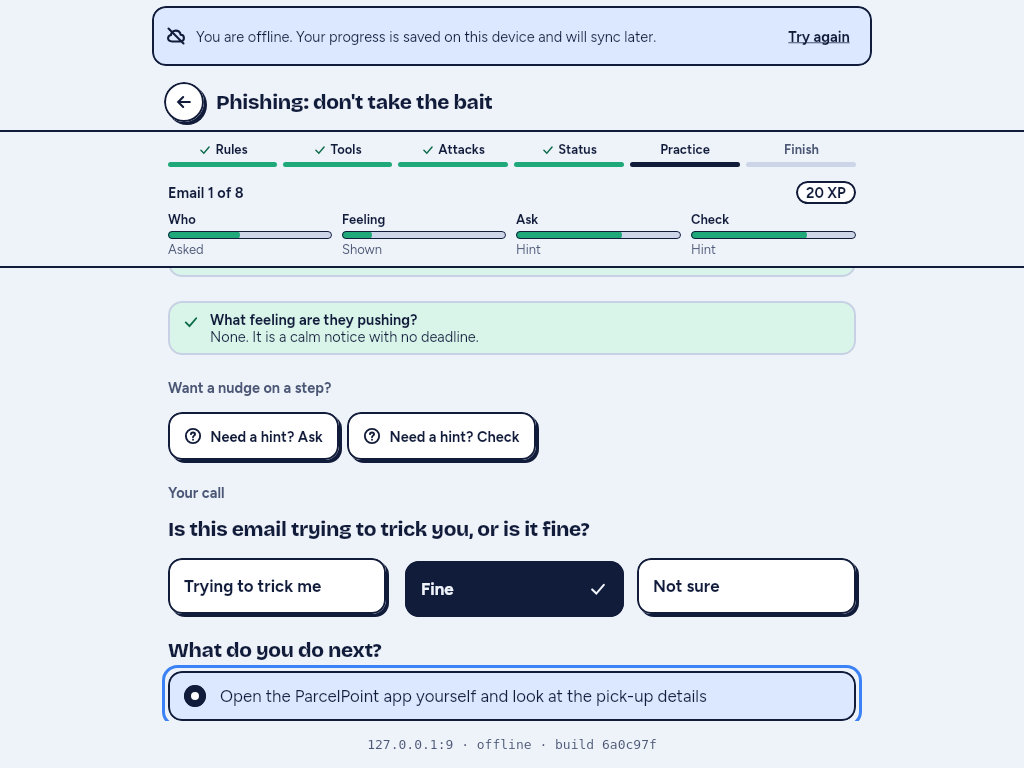 You are offline. Your progress is saved on this device and will sync later.
Try again
Phishing: don't take the bait
Rules
Tools
Attacks
Status
Practice
Finish
Email 1 of 8
20 XP
Who
Feeling
Ask
Check
Asked
Shown
Hint
Hint
What feeling are they pushing?
None. It is a calm notice with no deadline.
Want a nudge on a step?
Need a hint? Ask
Need a hint? Check
Your call
Is this email trying to trick you, or is it fine?
Trying to trick me
Fine
Not sure
What do you do next?
Open the ParcelPoint app yourself and look at the pick-up details
127.0.0.1:9 · offline · build 6a0c97f